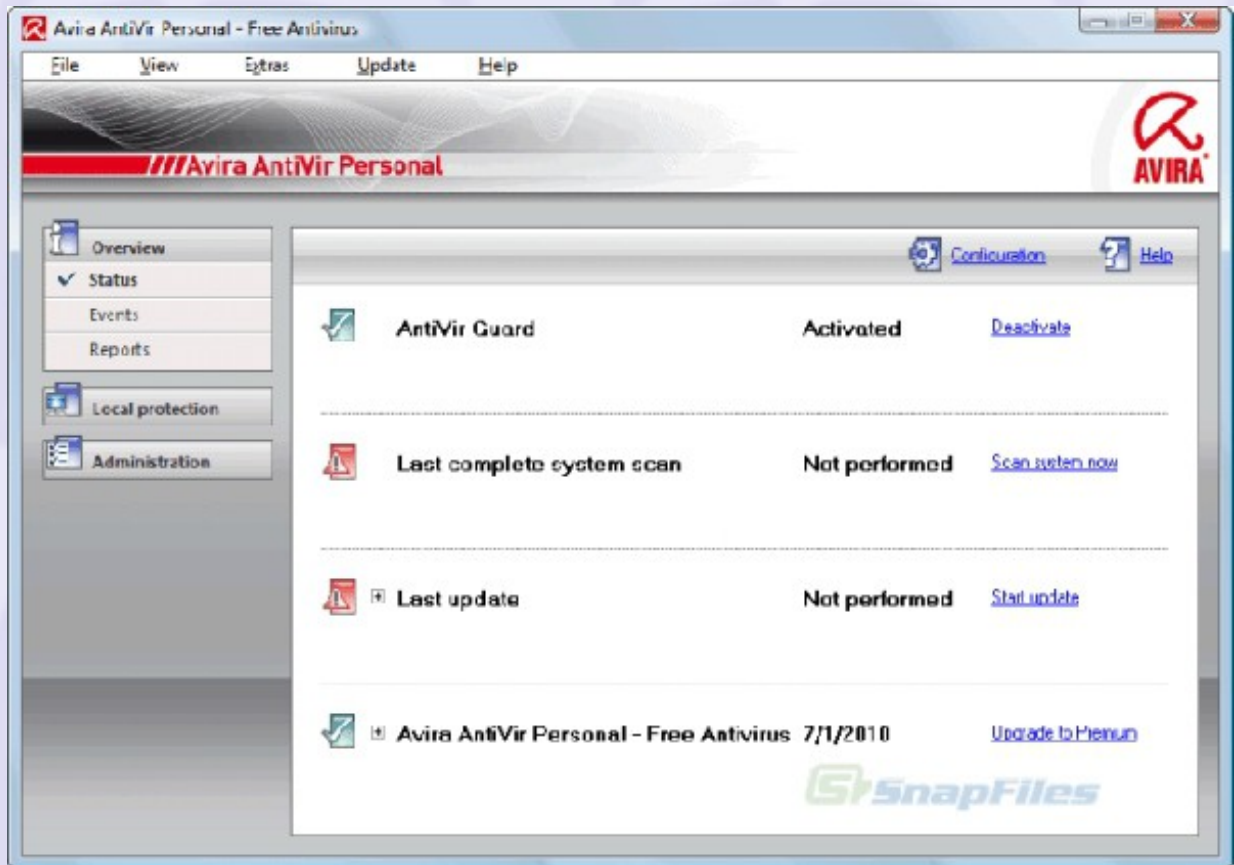 Avira AntiVir Personal - Free Antivirus
File View Extras Update Help
Avira AntiVir Personal
AVIRA
Overview
Status
Events
Reports
Local protection
Administration
Configuration Help
AntiVir Guard Activated Deactivate
Last complete system scan Not performed Scan system now
Last update Not performed Start update
Avira AntiVir Personal - Free Antivirus 7/1/2010 Upgrade to Premium
SnapFiles